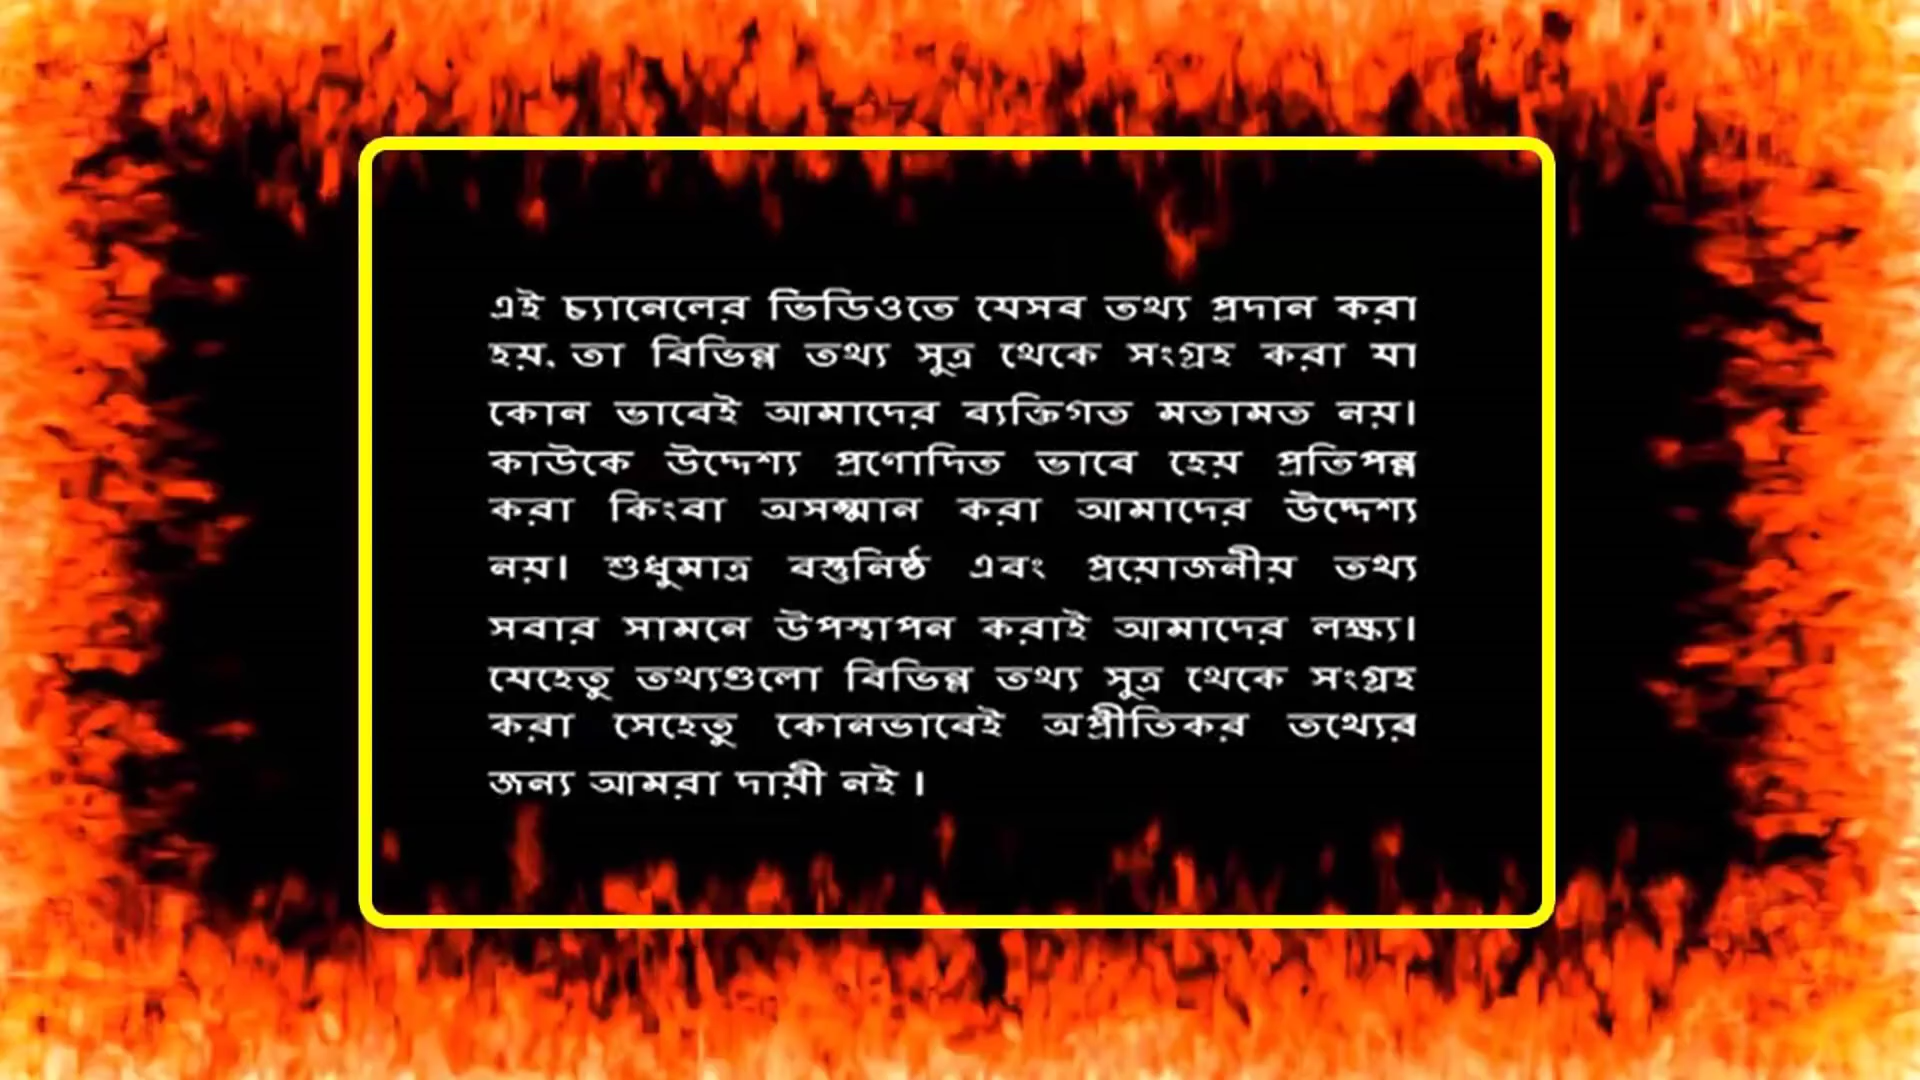 এই চ্যানেলের ভিডিওতে যেসব তথ্য প্রদান করা
হয়. তা বিভিন্ন তথ্য সুত্র থেকে সংগ্রহ করা যা
কোন ভাবেই আমাদের ব্যক্তিগত মতামত নয়।
কাউকে উদ্দেশ্য প্রণোদিত ভাবে হেয় প্রতিপন্ন
করা কিংবা অসম্মান করা আমাদের উদ্দেশ্য
নয়। শুধুমাত্র বস্তুনিষ্ঠ এবং প্রয়োজনীয় তথ্য
সবার সামনে উপস্থাপন করাই আমাদের লক্ষ্য।
যেহেতু তথ্যগুলো বিভিন্ন তথ্য সুত্র থেকে সংগ্রহ
করা সেহেতু কোনভাবেই অপ্রীতিকর তথ্যের
জন্য আমরা দায়ী নই ।